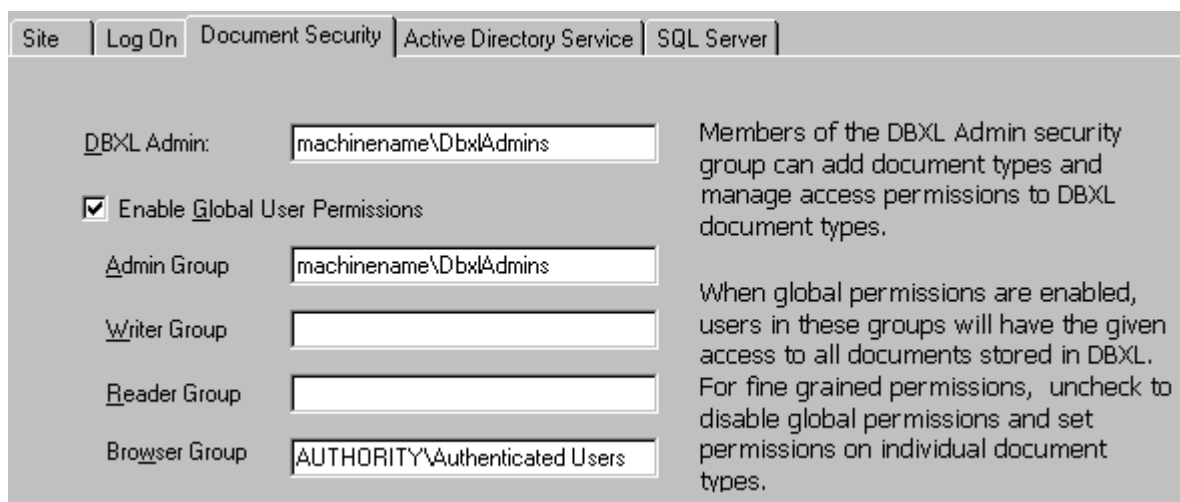 Site Log On Document Security Active Directory Service SQL Server
DBXL Admin: machinename\DbxlAdmins
Enable Global User Permissions
Admin Group machinename\DbxlAdmins
Writer Group
Reader Group
Browser Group AUTHORITY\Authenticated Users
Members of the DBXL Admin security
group can add document types and
manage access permissions to DBXL
document types.
When global permissions are enabled,
users in these groups will have the given
access to all documents stored in DBXL.
For fine grained permissions, uncheck to
disable global permissions and set
permissions on individual document
types.